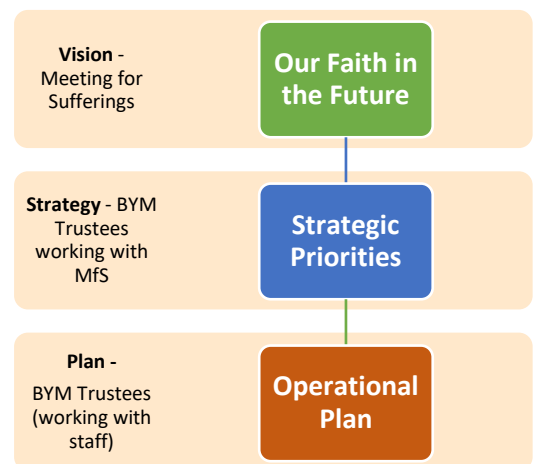 Vision -
Meeting for
Sufferings
Our Faith in
the Future
Strategy - BYM
Trustees
working with
MfS
Strategic
Priorities
Plan -
BYM Trustees
(working with
staff)
Operational
Plan